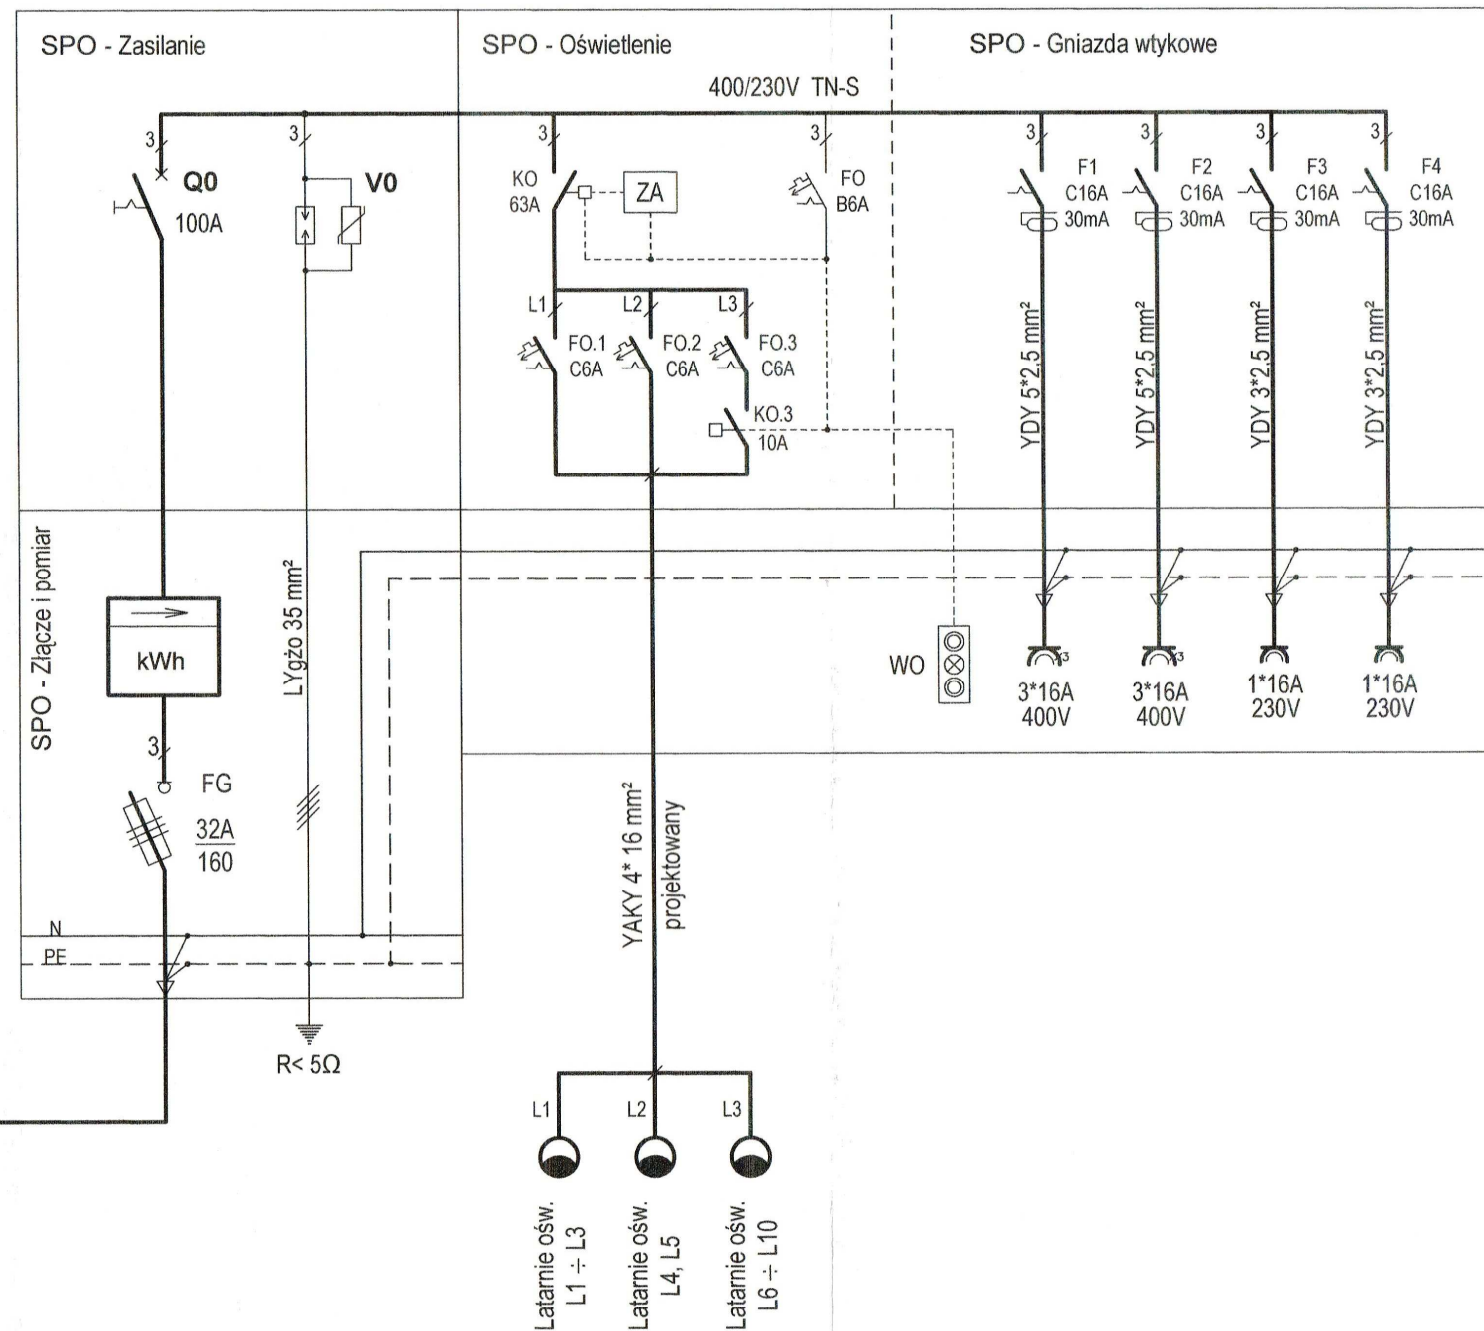 SPO - Zasilanie
SPO - Oświetlenie
SPO - Gniazda wtykowe
400/230V TN-S
3
3
3
3
3
3
3
3
Q0
100A
V0
KO
63A
ZA
FO
B6A
F1
C16A
30mA
F2
C16A
30mA
F3
C16A
30mA
F4
C16A
30mA
L1
L2
L3
FO.1
C6A
FO.2
C6A
FO.3
C6A
KO.3
10A
YDY 5*2,5 mm²
YDY 5*2,5 mm²
YDY 3*2,5 mm²
YDY 3*2,5 mm²
SPO - Złącze i pomiar
kWh
LYgżo 35 mm²
3
FG
32A
160
N
PE
R< 5Ω
WO
3
3*16A
400V
3
3*16A
400V
1*16A
230V
1*16A
230V
YAKY 4* 16 mm²
projektowany
L1
L2
L3
Latarnie ośw.
L1 ÷ L3
Latarnie ośw.
L4, L5
Latarnie ośw.
L6 ÷ L10